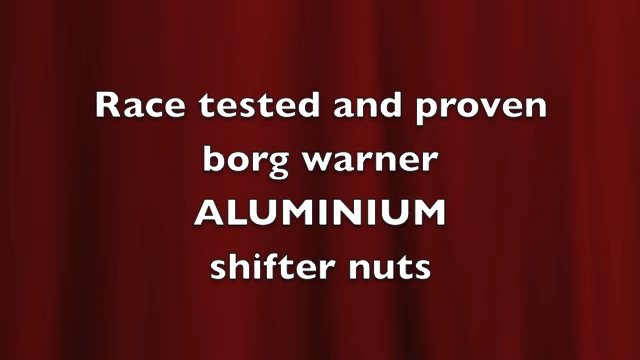 Race tested and proven
borg warner
ALUMINIUM
shifter nuts